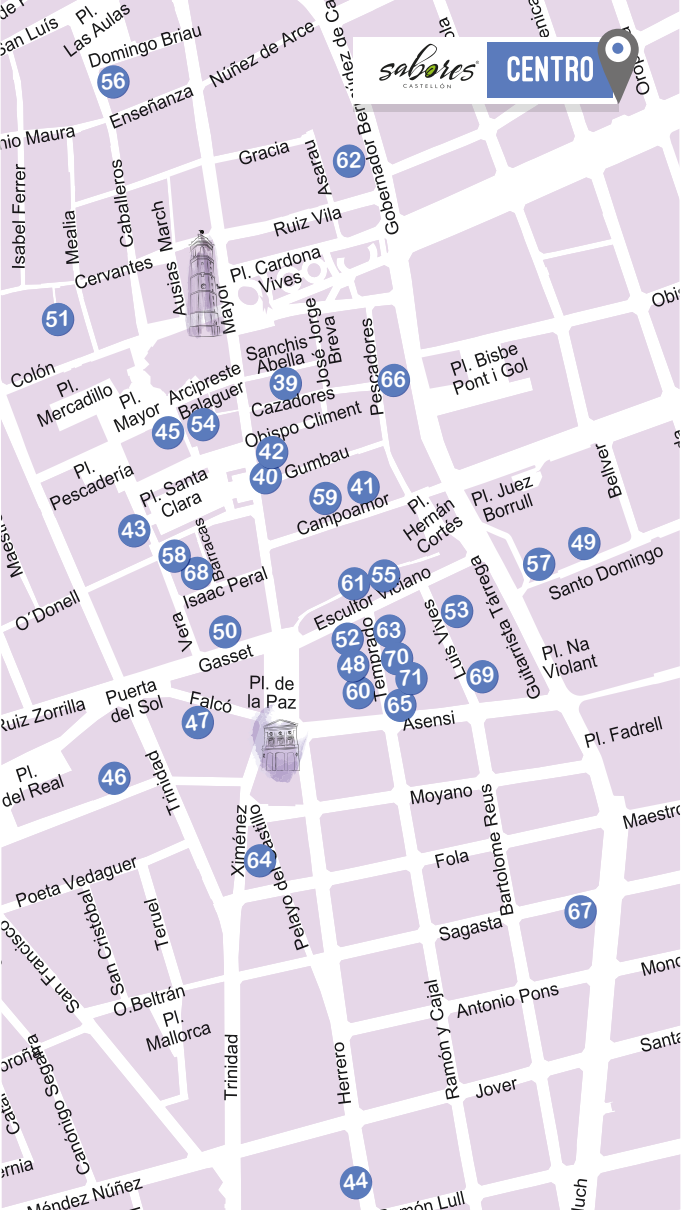 San Luís
Pl.
Las Aulas
Domingo Briau
56
Núñez de Arce
sabores
CASTELLÓN
CENTRO
Enseñanza
Gracia
Asarau
62
Isabel Ferrer
Mealia
Caballeros
Ausias March
Ruiz Vila
Cervantes
Pl. Cardona
Vives
Mayor
51
Colón
Pl.
Mercadillo
Pl.
Mayor
Arcipreste
Balaguer
Sanchis
Abella
José Jorge
Breva
Pescadores
39
Cazadores
66
Pl. Bisbe
Pont i Gol
45
54
Obispo Climent
42
40
Gumbau
Pl.
Pescadería
Pl. Santa
Clara
59
41
Campoamor
Pl.
Hernán
Cortés
Pl. Juez
Borrull
Bellver
43
Barracas
58
68
Isaac Peral
57
49
Santo Domingo
O´Donell
Vera
50
Gasset
61
55
Escultor Viciano
52
63
Temprado
48
70
71
60
65
Luis Vives
53
Guitarrista Tárrega
69
Pl. Na
Violant
Asensi
Ruiz Zorrilla
Puerta
del Sol
Falcó
47
Pl. de
la Paz
Pl. Fadrell
Pl.
del Real
46
Trinidad
Moyano
Ximénez
64
Pelayo del Castillo
Fola
Bartolome Reus
Maestro
Poeta Vedaguer
San Cristóbal
Teruel
Sagasta
67
San Francisco
O.Beltrán
Pl.
Mallorca
Antonio Pons
Ramón y Cajal
Trinidad
Herrero
Jover
Canónigo Segarra
44
Méndez Núñez